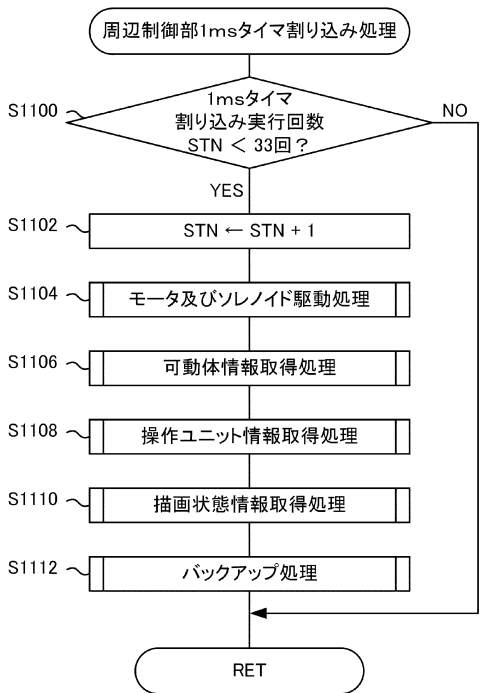 周辺制御部1msタイマ割り込み処理
S1100
1msタイマ
割り込み実行回数
STN < 33回？
NO
YES
S1102
STN ← STN + 1
S1104
モータ及びソレノイド駆動処理
S1106
可動体情報取得処理
S1108
操作ユニット情報取得処理
S1110
描画状態情報取得処理
S1112
バックアップ処理
RET